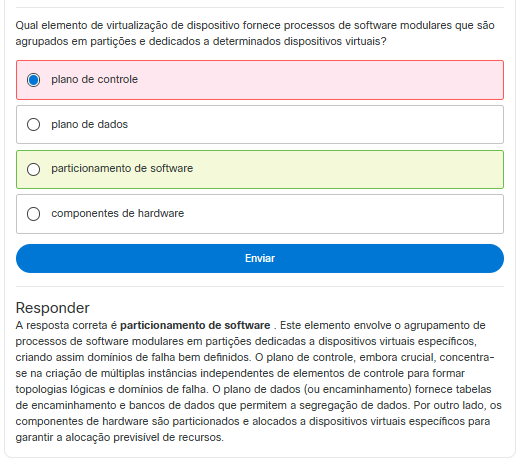 Qual elemento de virtualização de dispositivo fornece processos de software modulares que são
agrupados em partições e dedicados a determinados dispositivos virtuais?
plano de controle
plano de dados
particionamento de software
componentes de hardware
Enviar
Responder
A resposta correta é particionamento de software . Este elemento envolve o agrupamento de
processos de software modulares em partições dedicadas a dispositivos virtuais específicos,
criando assim domínios de falha bem definidos. O plano de controle, embora crucial, concentra-
se na criação de múltiplas instâncias independentes de elementos de controle para formar
topologias lógicas e domínios de falha. O plano de dados (ou encaminhamento) fornece tabelas
de encaminhamento e bancos de dados que permitem a segregação de dados. Por outro lado, os
componentes de hardware são particionados e alocados a dispositivos virtuais específicos para
garantir a alocação previsível de recursos.